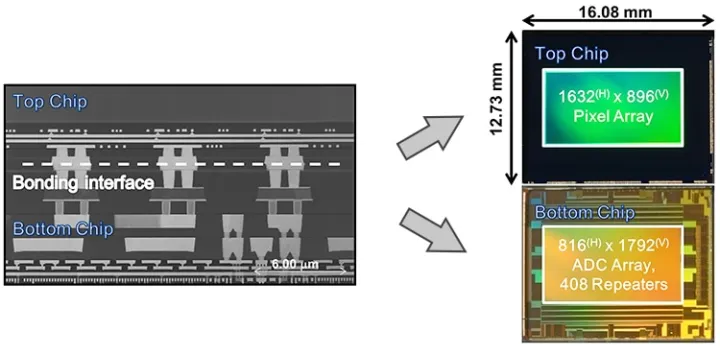 Top Chip
Bonding interface
Bottom Chip
6.00 µm
16.08 mm
12.73 mm
Top Chip
1632(H) x 896(V)
Pixel Array
Bottom Chip
816(H) x 1792(V)
ADC Array,
408 Repeaters